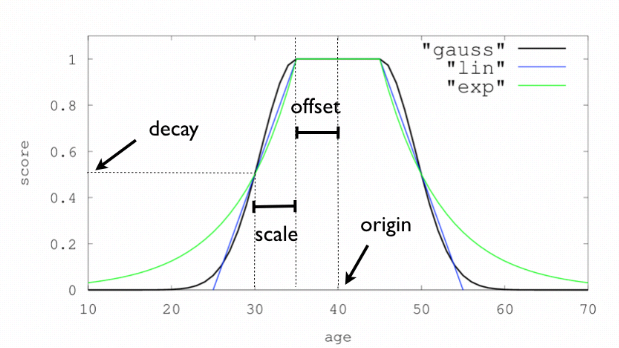 "gauss"
"lin"
"exp"
1
0.8
0.6
0.4
0.2
0
score
decay
offset
scale
origin
10 20 30 40 50 60 70
age